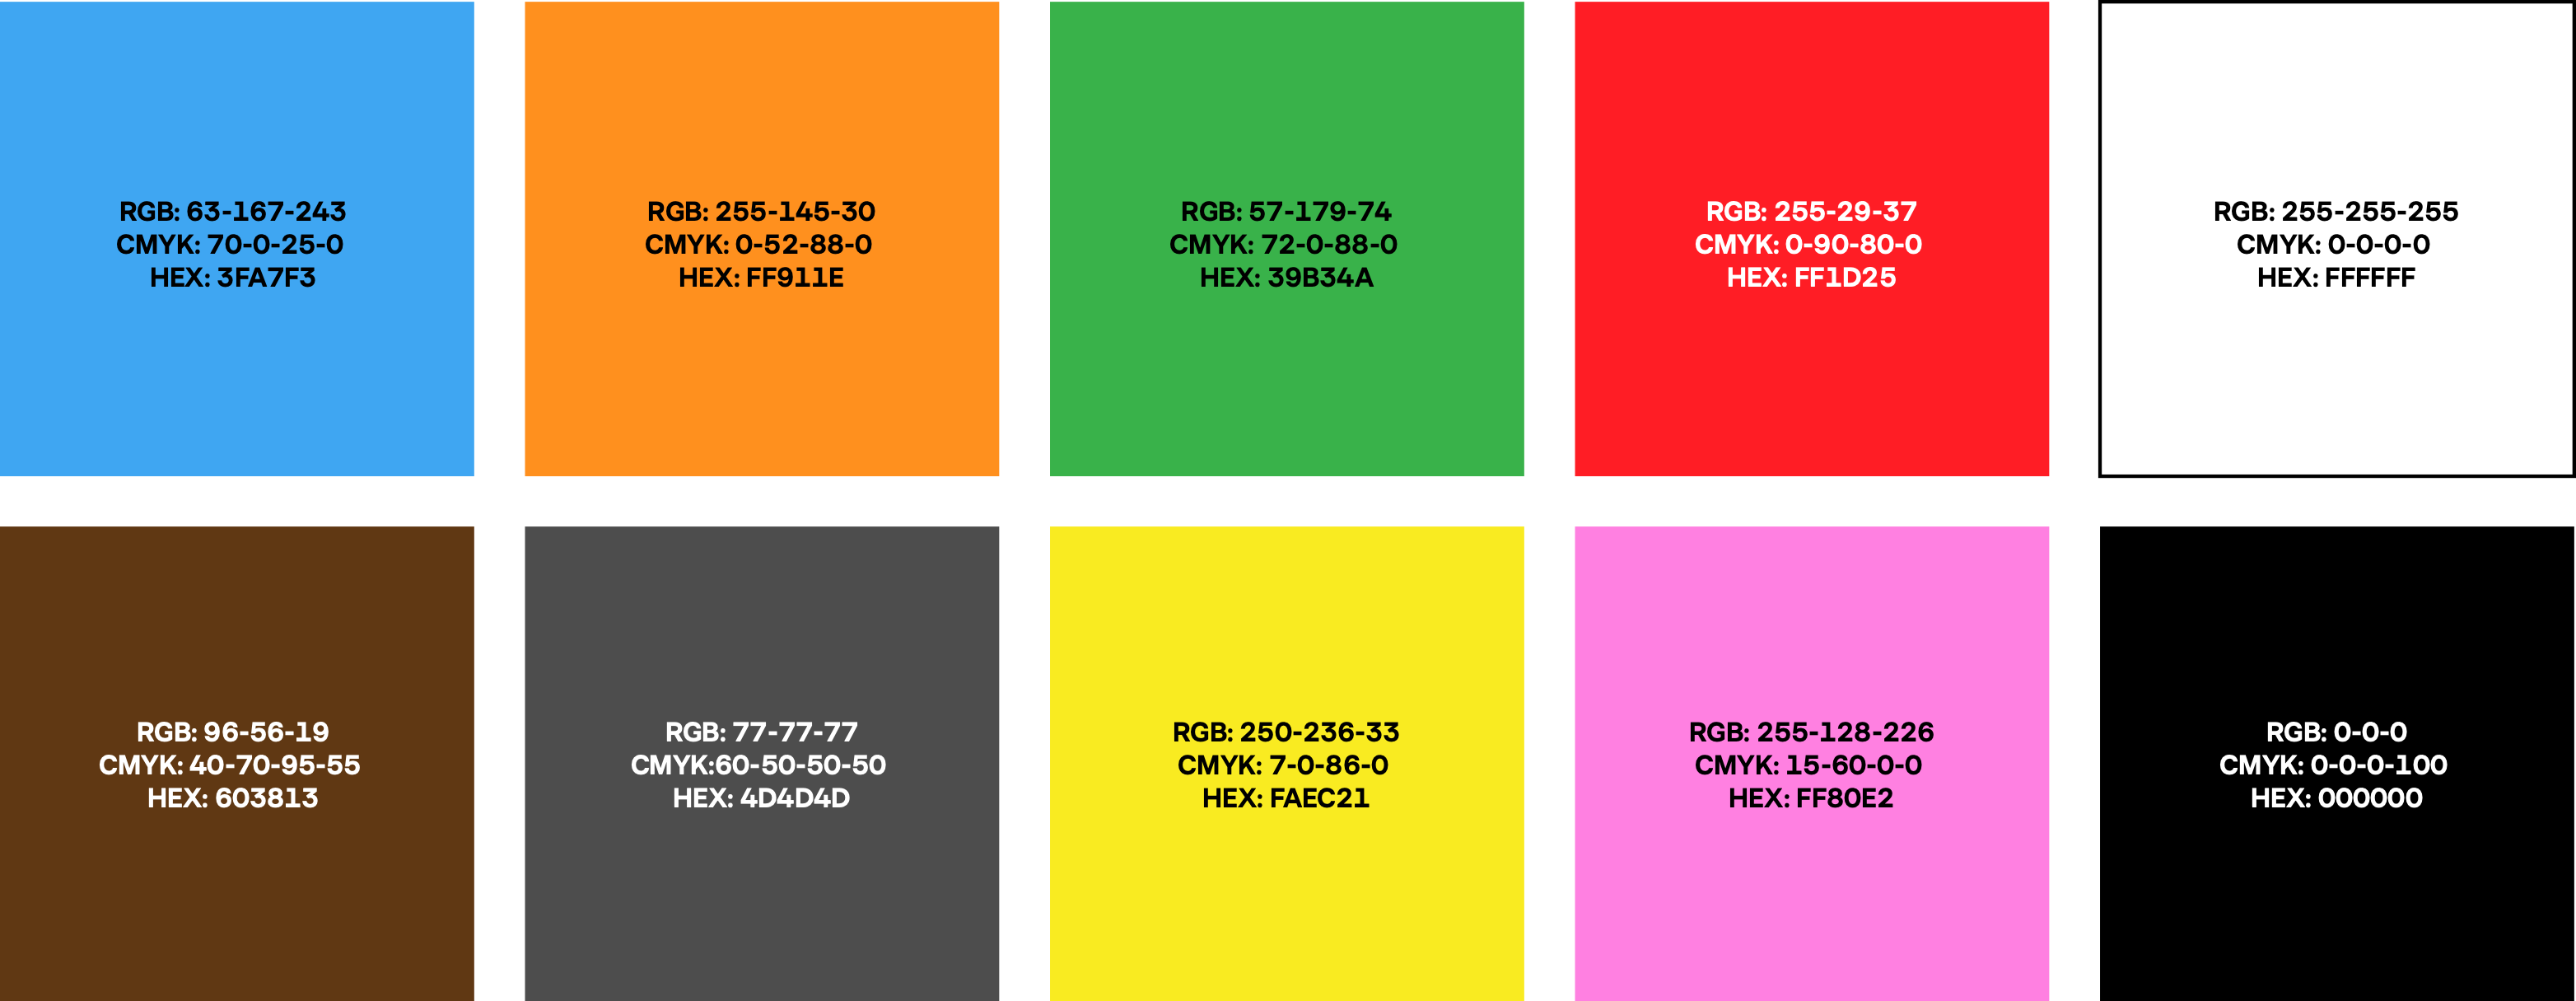 RGB: 63-167-243
CMYK: 70-0-25-0
HEX: 3FA7F3
RGB: 255-145-30
CMYK: 0-52-88-0
HEX: FF911E
RGB: 57-179-74
CMYK: 72-0-88-0
HEX: 39B34A
RGB: 255-29-37
CMYK: 0-90-80-0
HEX: FF1D25
RGB: 255-255-255
CMYK: 0-0-0-0
HEX: FFFFFF
RGB: 96-56-19
CMYK: 40-70-95-55
HEX: 603813
RGB: 77-77-77
CMYK:60-50-50-50
HEX: 4D4D4D
RGB: 250-236-33
CMYK: 7-0-86-0
HEX: FAEC21
RGB: 255-128-226
CMYK: 15-60-0-0
HEX: FF80E2
RGB: 0-0-0
CMYK: 0-0-0-100
HEX: 000000